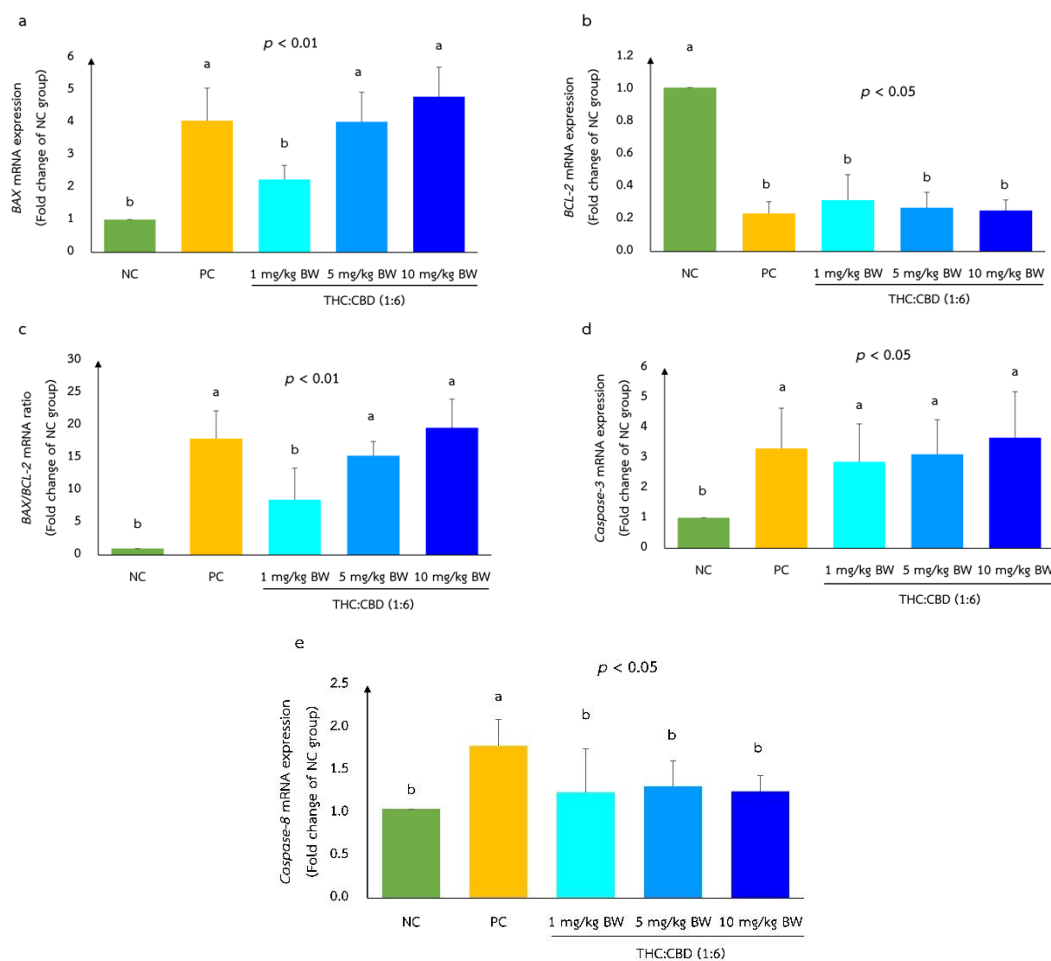 a
p < 0.01
BAX mRNA expression
(Fold change of NC group)
6
5
4
3
2
1
0
b
a
b
a
a
NC
PC
1 mg/kg BW
5 mg/kg BW
10 mg/kg BW
THC:CBD (1:6)
b
p < 0.05
BCL-2 mRNA expression
(Fold change of NC group)
1.2
1.0
0.8
0.6
0.4
0.2
0.0
a
b
b
b
b
NC
PC
1 mg/kg BW
5 mg/kg BW
10 mg/kg BW
THC:CBD (1:6)
c
p < 0.01
BAX/BCL-2 mRNA ratio
(Fold change of NC group)
30
25
20
15
10
5
0
b
a
b
a
a
NC
PC
1 mg/kg BW
5 mg/kg BW
10 mg/kg BW
THC:CBD (1:6)
d
p < 0.05
Caspase-3 mRNA expression
(Fold change of NC group)
6
5
4
3
2
1
0
b
a
a
a
a
NC
PC
1 mg/kg BW
5 mg/kg BW
10 mg/kg BW
THC:CBD (1:6)
e
p < 0.05
Caspase-8 mRNA expression
(Fold change of NC group)
2.5
2.0
1.5
1.0
0.5
0.0
b
a
b
b
b
NC
PC
1 mg/kg BW
5 mg/kg BW
10 mg/kg BW
THC:CBD (1:6)